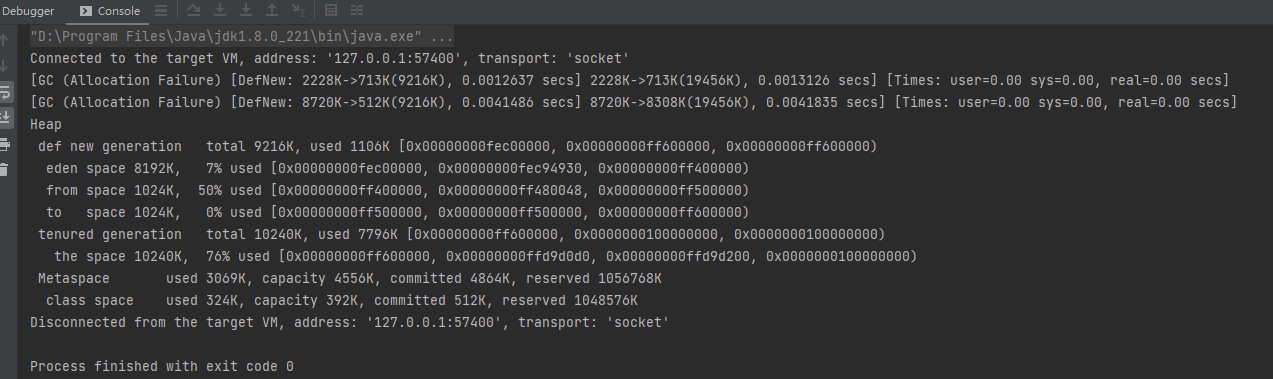 Debugger Console
"D:\Program Files\Java\jdk1.8.0_221\bin\java.exe" ...
Connected to the target VM, address: '127.0.0.1:57400', transport: 'socket'
[GC (Allocation Failure) [DefNew: 2228K->713K(9216K), 0.0012637 secs] 2228K->713K(19456K), 0.0013126 secs] [Times: user=0.00 sys=0.00, real=0.00 secs]
[GC (Allocation Failure) [DefNew: 8720K->512K(9216K), 0.0041486 secs] 8720K->8308K(19456K), 0.0041835 secs] [Times: user=0.00 sys=0.00, real=0.00 secs]
Heap
 def new generation   total 9216K, used 1106K [0x00000000fec00000, 0x00000000ff600000, 0x00000000ff600000)
  eden space 8192K,   7% used [0x00000000fec00000, 0x00000000fec94930, 0x00000000ff400000)
  from space 1024K,  50% used [0x00000000ff400000, 0x00000000ff480048, 0x00000000ff500000)
  to   space 1024K,   0% used [0x00000000ff500000, 0x00000000ff500000, 0x00000000ff600000)
 tenured generation   total 10240K, used 7796K [0x00000000ff600000, 0x0000000100000000, 0x0000000100000000)
   the space 10240K,  76% used [0x00000000ff600000, 0x00000000ffd9d0d0, 0x00000000ffd9d200, 0x0000000100000000)
 Metaspace       used 3069K, capacity 4556K, committed 4864K, reserved 1056768K
  class space    used 324K, capacity 392K, committed 512K, reserved 1048576K
Disconnected from the target VM, address: '127.0.0.1:57400', transport: 'socket'
Process finished with exit code 0